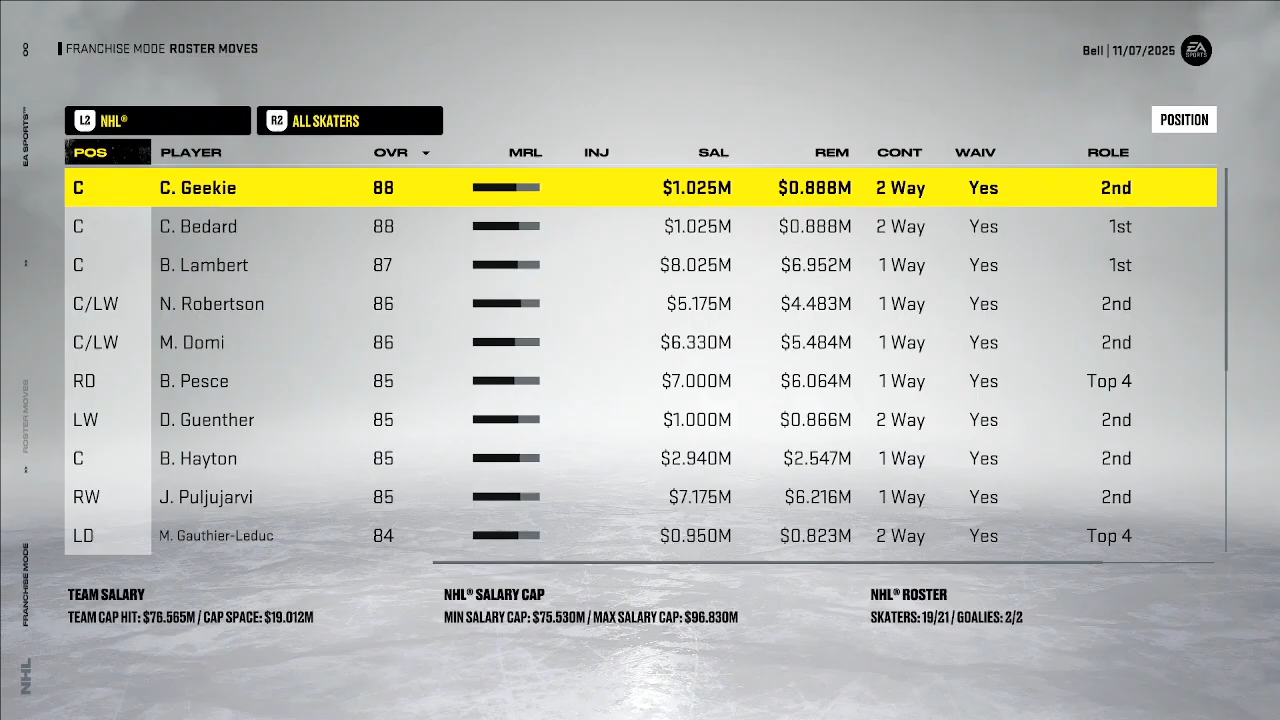 FRANCHISE MODE ROSTER MOVES
Bell | 11/07/2025
EA SPORTS
L2 NHL®
R2 ALL SKATERS
POSITION
POS PLAYER OVR MRL INJ SAL REM CONT WAIV ROLE
C C. Geekie 88 $1.025M $0.888M 2 Way Yes 2nd
C C. Bedard 88 $1.025M $0.888M 2 Way Yes 1st
C B. Lambert 87 $8.025M $6.952M 1 Way Yes 1st
C/LW N. Robertson 86 $5.175M $4.483M 1 Way Yes 2nd
C/LW M. Domi 86 $6.330M $5.484M 1 Way Yes 2nd
RD B. Pesce 85 $7.000M $6.064M 1 Way Yes Top 4
LW D. Guenther 85 $1.000M $0.866M 2 Way Yes 2nd
C B. Hayton 85 $2.940M $2.547M 1 Way Yes 2nd
RW J. Puljujarvi 85 $7.175M $6.216M 1 Way Yes 2nd
LD M. Gauthier-Leduc 84 $0.950M $0.823M 2 Way Yes Top 4
TEAM SALARY
TEAM CAP HIT: $76.565M / CAP SPACE: $19.012M
NHL® SALARY CAP
MIN SALARY CAP: $75.530M / MAX SALARY CAP: $96.830M
NHL® ROSTER
SKATERS: 19/21 / GOALIES: 2/2
NHL
FRANCHISE MODE
ROSTER MOVES
EA SPORTS™